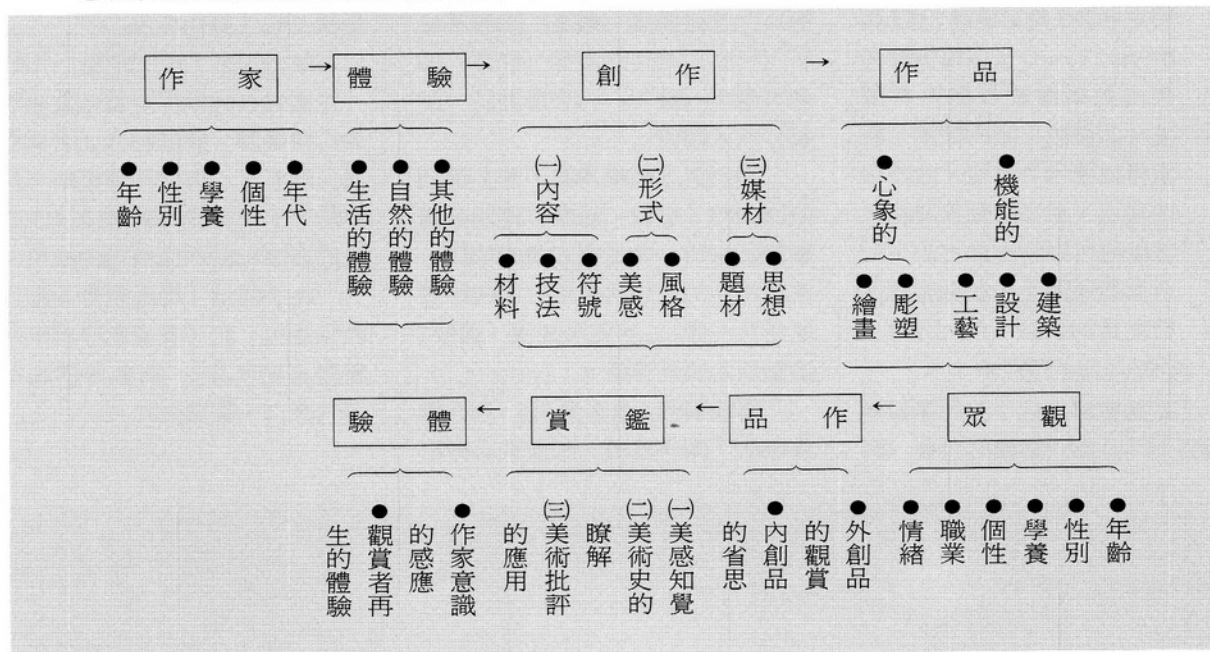 作家 → 體驗 → 創作 → 作品
● 年齡
● 性別
● 學養
● 個性
● 年代
● 生活的體驗
● 自然的體驗
● 其他的體驗
㈠內容
● 材料
● 技法
● 符號
㈡形式
● 美感
● 風格
㈢媒材
● 題材
● 思想
● 心象的
● 繪畫
● 彫塑
● 機能的
● 工藝
● 設計
● 建築
觀眾 ← 作品 ← 鑑賞 ← 體驗
● 年齡
● 性別
● 學養
● 個性
● 職業
● 情緒
● 外創品
的觀賞
● 內創品
的省思
㈠美感知覺
㈡美術史的
瞭解
㈢美術批評
的應用
● 作家意識
的感應
● 觀賞者再
生的體驗